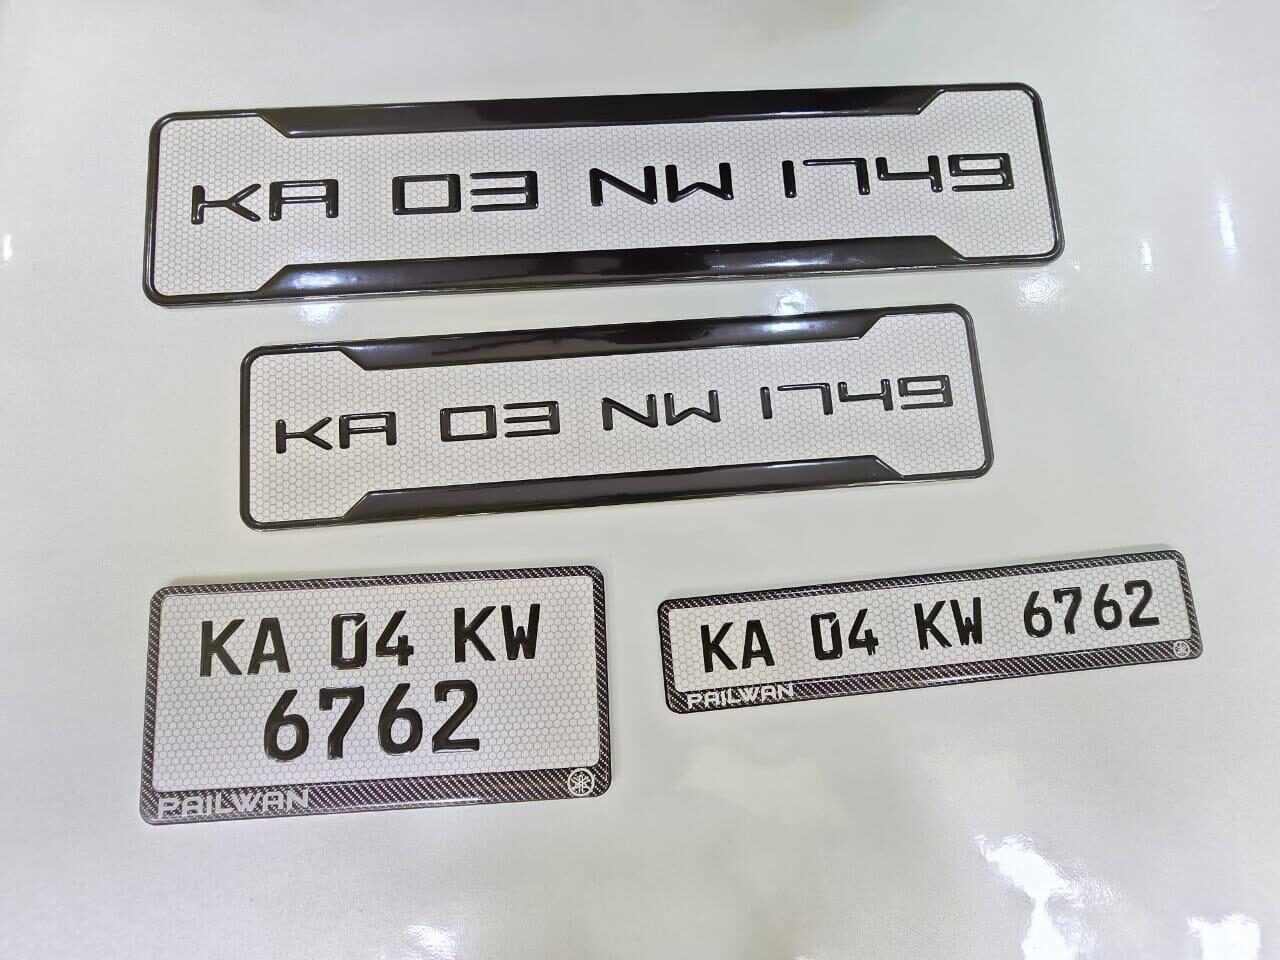 KA 03 NW 1749
KA 03 NW 1749
KA 04 KW
6762
PAILWAN
KA 04 KW 6762
PAILWAN